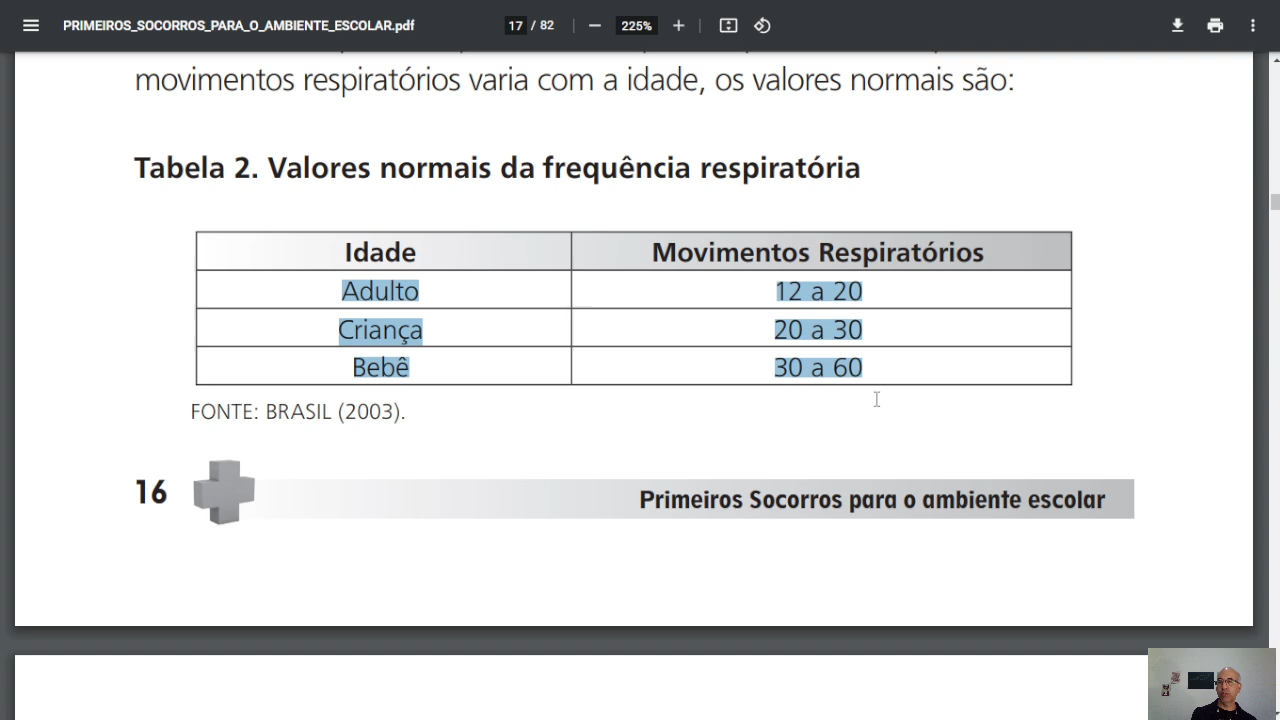 PRIMEIROS_SOCORROS_PARA_O_AMBIENTE_ESCOLAR.pdf
17 / 82
225%
movimentos respiratórios varia com a idade, os valores normais são:
Tabela 2. Valores normais da frequência respiratória
Idade Movimentos Respiratórios
Adulto 12 a 20
Criança 20 a 30
Bebê 30 a 60
FONTE: BRASIL (2003).
16 Primeiros Socorros para o ambiente escolar